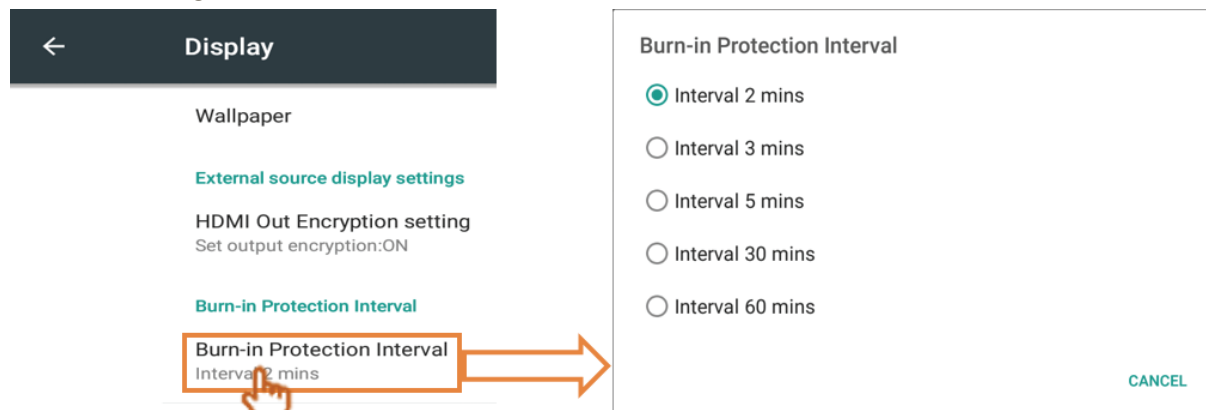 Display
Wallpaper
External source display settings
HDMI Out Encryption setting
Set output encryption:ON
Burn-in Protection Interval
Burn-in Protection Interval
Interval 2 mins
Burn-in Protection Interval
Interval 2 mins
Interval 3 mins
Interval 5 mins
Interval 30 mins
Interval 60 mins
CANCEL